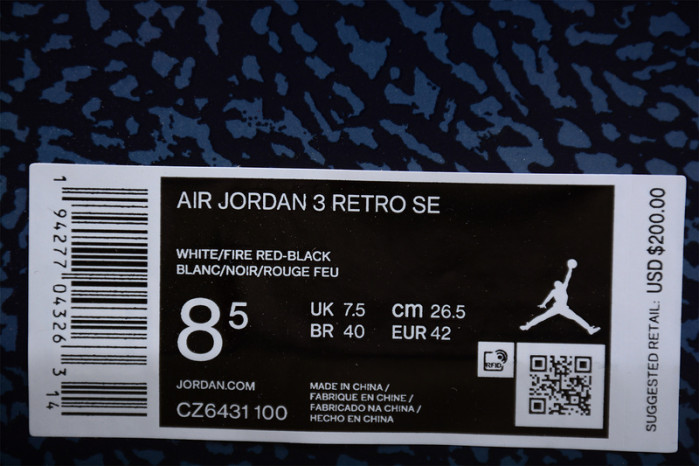 AIR JORDAN 3 RETRO SE
WHITE/FIRE RED-BLACK
BLANC/NOIR/ROUGE FEU
8⁵
UK 7.5 cm 26.5
BR 40 EUR 42
JORDAN.COM
CZ6431 100
MADE IN CHINA /
FABRIQUE EN CHINE /
FABRICADO NA CHINA /
HECHO EN CHINA
RFID
1 94277 04326 3 14
SUGGESTED RETAIL: USD $200.00